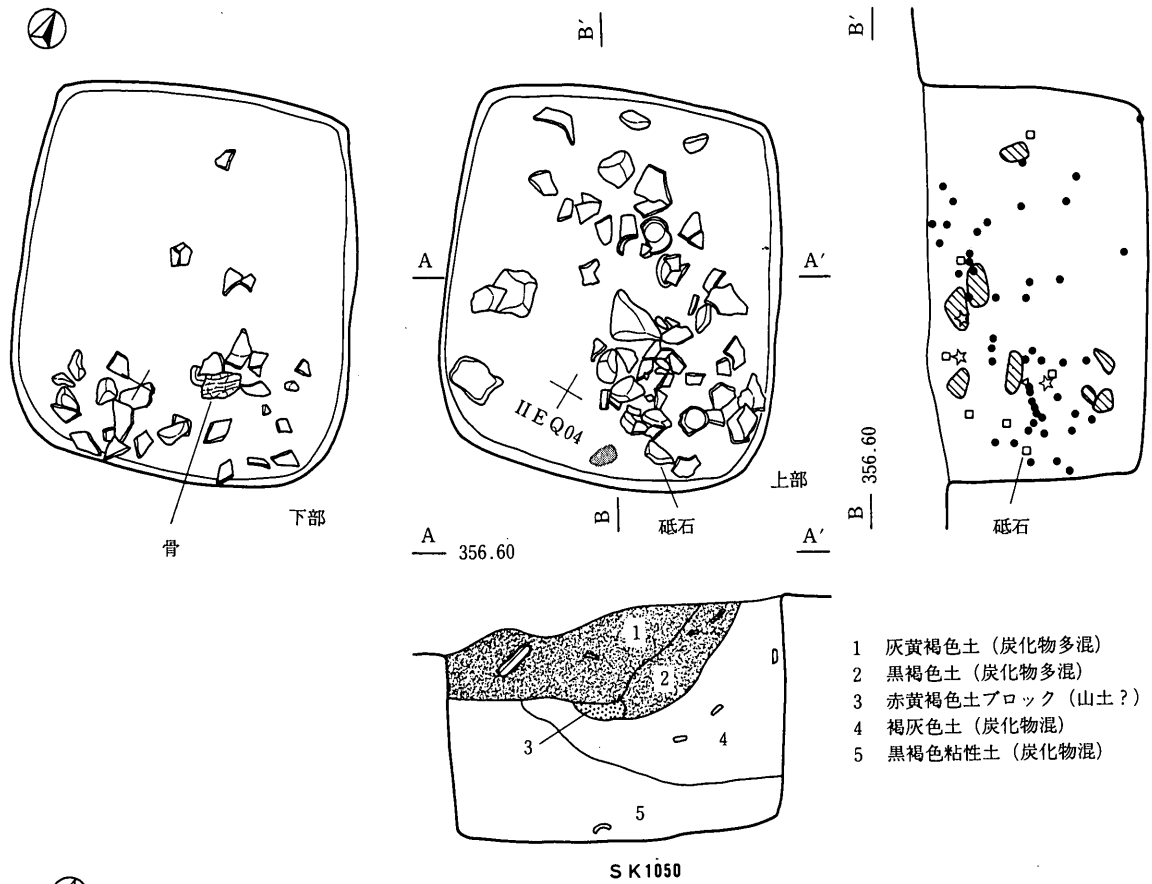 B'
B'
A
A'
II E Q04
上部
下部
骨
B
砥石
B 356.60
砥石
A 356.60
A'
1
2
3
4
5
1 灰黄褐色土（炭化物多混）
2 黒褐色土（炭化物多混）
3 赤黄褐色土ブロック（山土？）
4 褐灰色土（炭化物混）
5 黒褐色粘性土（炭化物混）
SK1050